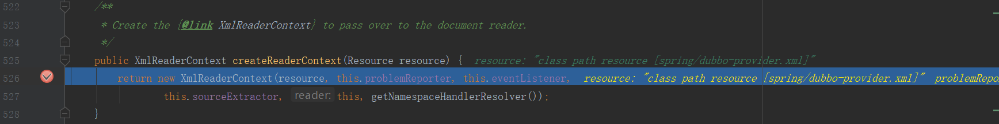 522 /**
523 * Create the {@link XmlReaderContext} to pass over to the document reader.
524 */
525 public XmlReaderContext createReaderContext(Resource resource) { resource: "class path resource [spring/dubbo-provider.xml]"
526 return new XmlReaderContext(resource, this.problemReporter, this.eventListener, resource: "class path resource [spring/dubbo-provider.xml]" problemRepo
527 this.sourceExtractor, reader: this, getNamespaceHandlerResolver());
528 }